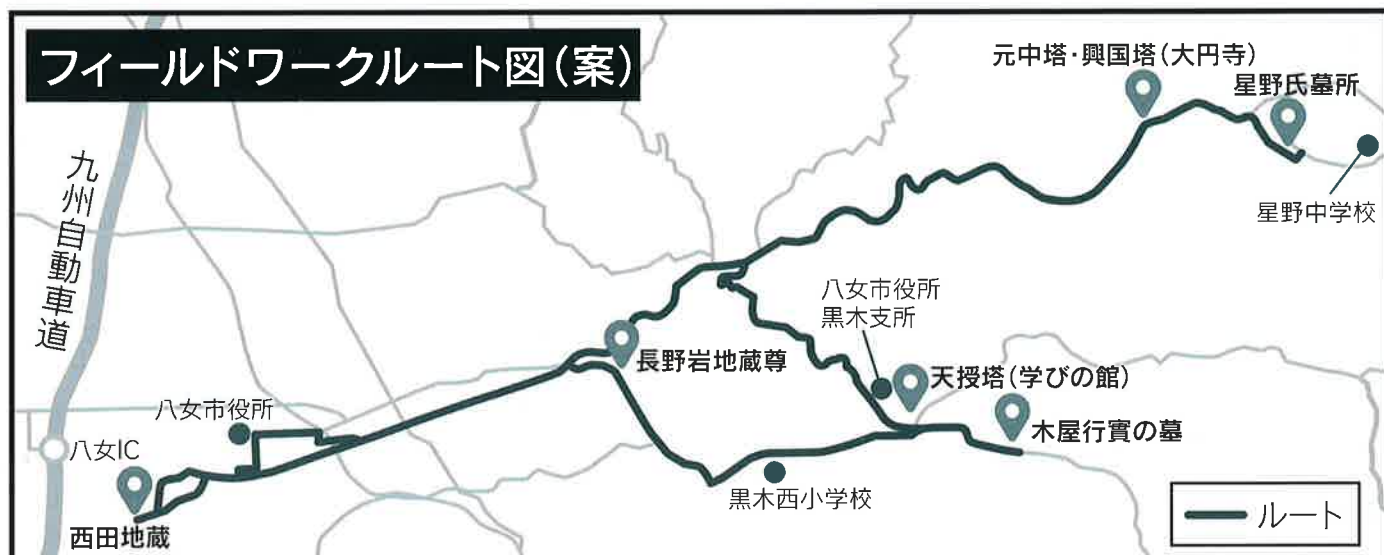 フィールドワークルート図(案)
元中塔・興国塔(大円寺)
星野氏墓所
星野中学校
九州自動車道
八女市役所
黒木支所
長野岩地蔵尊
天授塔(学びの館)
木屋行實の墓
八女市役所
八女IC
黒木西小学校
西田地蔵
ルート